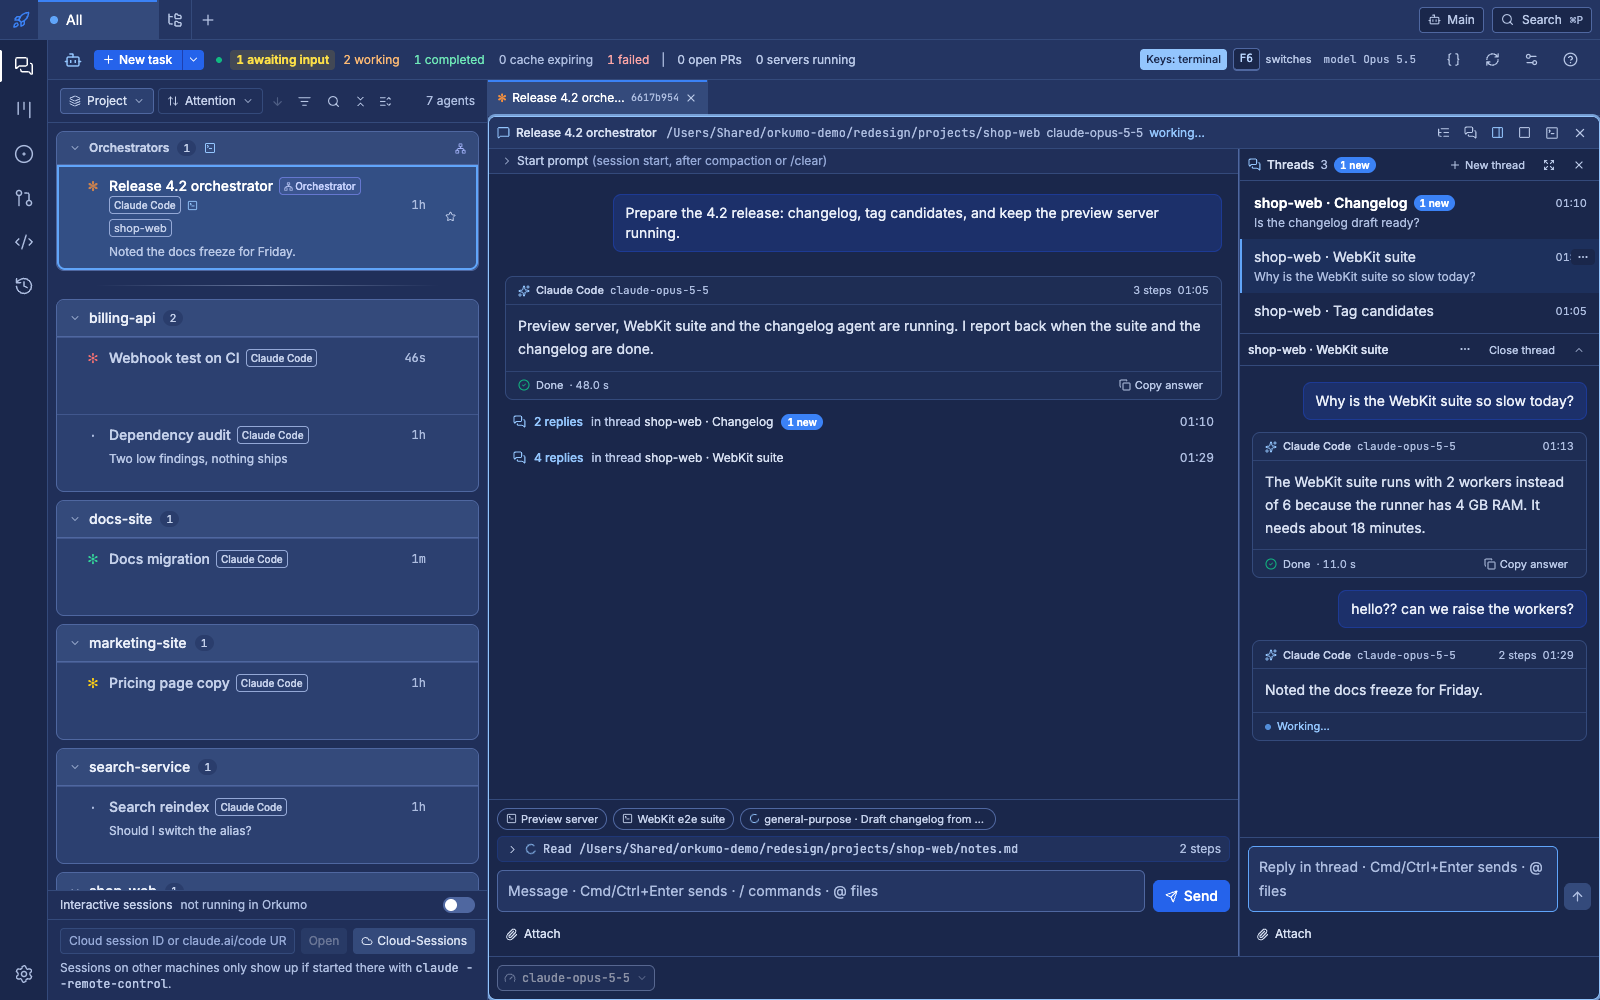 All
Main
Search ⌘P
New task
1 awaiting input
2 working
1 completed
0 cache expiring
1 failed
0 open PRs
0 servers running
Keys: terminal
F6
switches
model Opus 5.5
Project
Attention
7 agents
Orchestrators 1
Release 4.2 orchestrator
Orchestrator
Claude Code
1h
shop-web
Noted the docs freeze for Friday.
billing-api 2
Webhook test on CI Claude Code 46s
Dependency audit Claude Code 1h
Two low findings, nothing ships
docs-site 1
Docs migration Claude Code 1m
marketing-site 1
Pricing page copy Claude Code 1h
search-service 1
Search reindex Claude Code 1h
Should I switch the alias?
shop-web 1
Interactive sessions not running in Orkumo
Cloud session ID or claude.ai/code UR
Open
Cloud-Sessions
Sessions on other machines only show up if started there with claude -
-remote-control.
Release 4.2 orche... 6617b954
Release 4.2 orchestrator /Users/Shared/orkumo-demo/redesign/projects/shop-web claude-opus-5-5 working...
Start prompt (session start, after compaction or /clear)
Prepare the 4.2 release: changelog, tag candidates, and keep the preview server
running.
Claude Code claude-opus-5-5 3 steps 01:05
Preview server, WebKit suite and the changelog agent are running. I report back when the suite and the
changelog are done.
Done · 48.0 s
Copy answer
2 replies in thread shop-web · Changelog 1 new 01:10
4 replies in thread shop-web · WebKit suite 01:29
Preview server
WebKit e2e suite
general-purpose · Draft changelog from ...
Read /Users/Shared/orkumo-demo/redesign/projects/shop-web/notes.md 2 steps
Message · Cmd/Ctrl+Enter sends · / commands · @ files
Send
Attach
claude-opus-5-5
Threads 3 1 new
New thread
shop-web · Changelog 1 new 01:10
Is the changelog draft ready?
shop-web · WebKit suite 01: ...
Why is the WebKit suite so slow today?
shop-web · Tag candidates 01:05
shop-web · WebKit suite ... Close thread
Why is the WebKit suite so slow today?
Claude Code claude-opus-5-5 01:13
The WebKit suite runs with 2 workers instead
of 6 because the runner has 4 GB RAM. It
needs about 18 minutes.
Done · 11.0 s
Copy answer
hello?? can we raise the workers?
Claude Code claude-opus-5-5 2 steps 01:29
Noted the docs freeze for Friday.
Working...
Reply in thread · Cmd/Ctrl+Enter sends · @
files
Attach